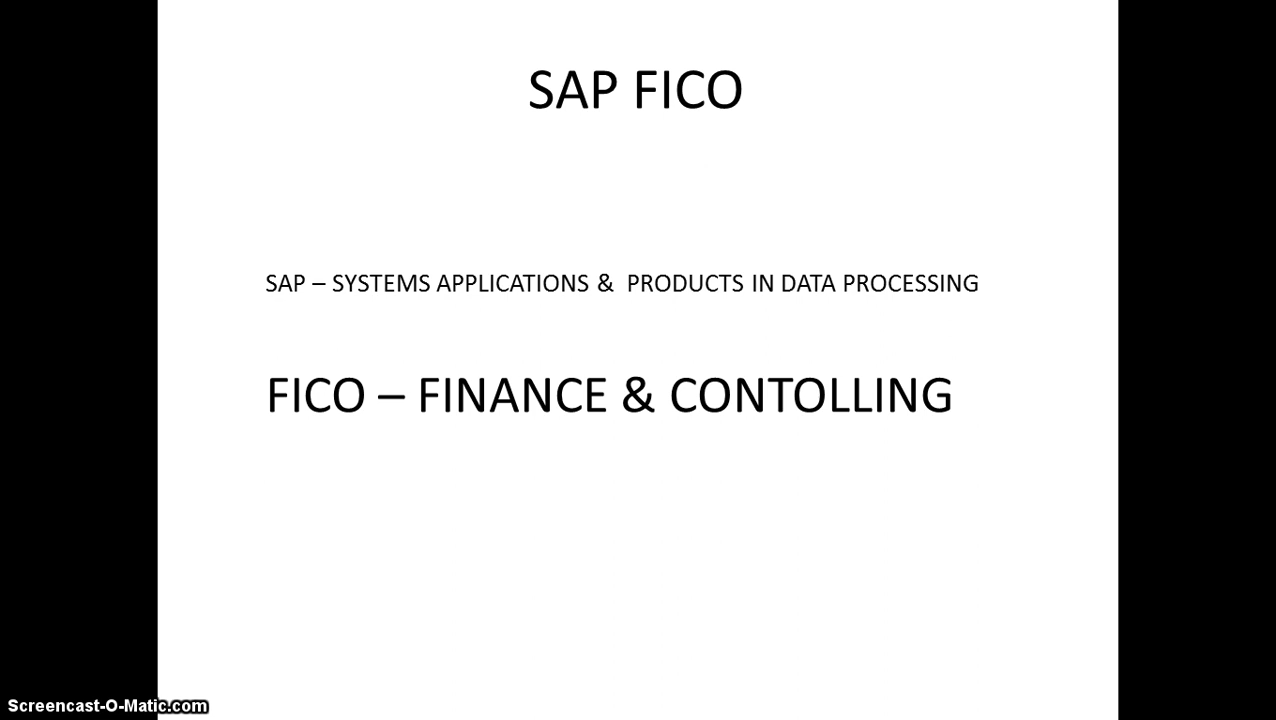 SAP FICO
SAP – SYSTEMS APPLICATIONS & PRODUCTS IN DATA PROCESSING
FICO – FINANCE & CONTOLLING
Screencast-O-Matic.com